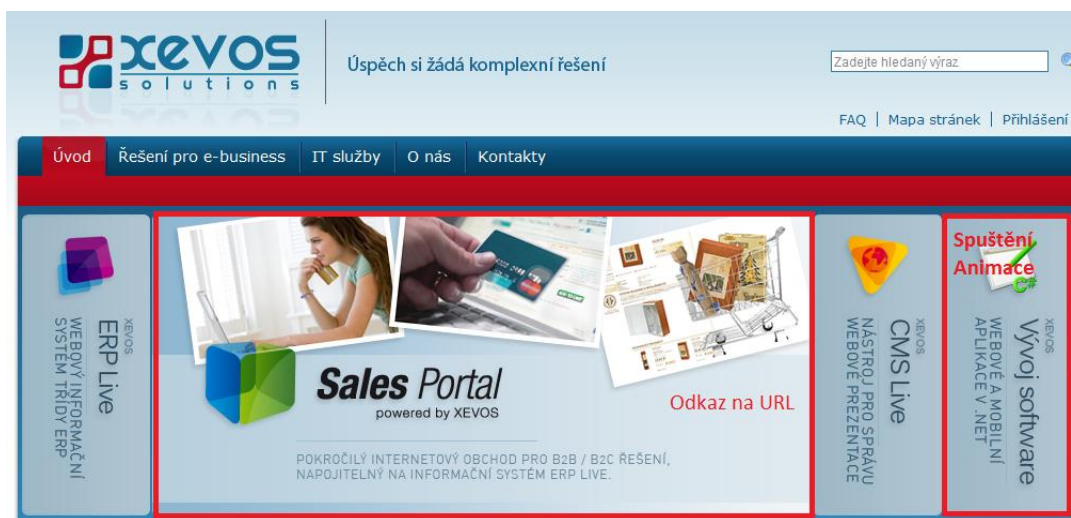 xevos
solutions
Úspěch si žádá komplexní řešení
Zadejte hledaný výraz
FAQ | Mapa stránek | Přihlášení
Úvod
Řešení pro e-business
IT služby
O nás
Kontakty
XEVOS
ERP Live
WEBOVÝ INFORMAČNÍ
SYSTÉM TŘÍDY ERP
Sales Portal
powered by XEVOS
Odkaz na URL
POKROČILÝ INTERNETOVÝ OBCHOD PRO B2B / B2C ŘEŠENÍ,
NAPOJITELNÝ NA INFORMAČNÍ SYSTÉM ERP LIVE.
XEVOS
CMS Live
NÁSTROJ PRO SPRÁVU
WEBOVÉ PREZENTACE
Spuštění
Animace
C#
XEVOS
Vývoj software
WEBOVÉ A MOBILNÍ
APLIKACE V .NET